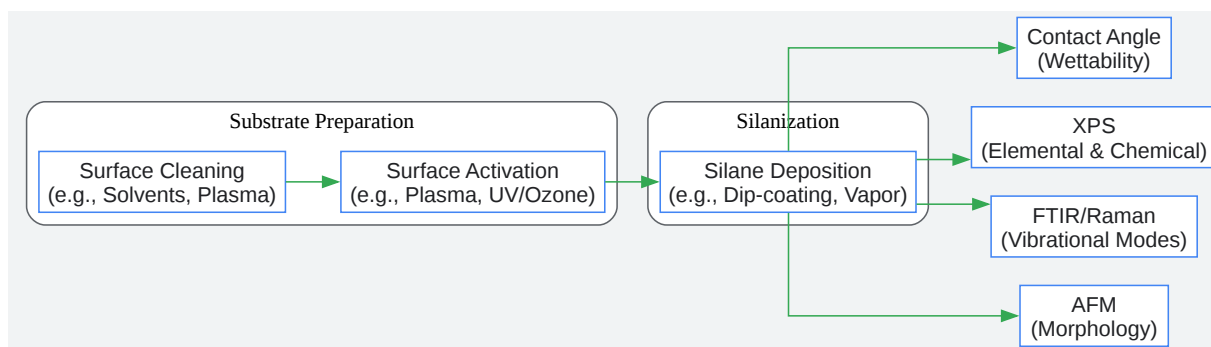 Substrate Preparation
Surface Cleaning
(e.g., Solvents, Plasma)
Surface Activation
(e.g., Plasma, UV/Ozone)
Silanization
Silane Deposition
(e.g., Dip-coating, Vapor)
Contact Angle
(Wettability)
XPS
(Elemental & Chemical)
FTIR/Raman
(Vibrational Modes)
AFM
(Morphology)